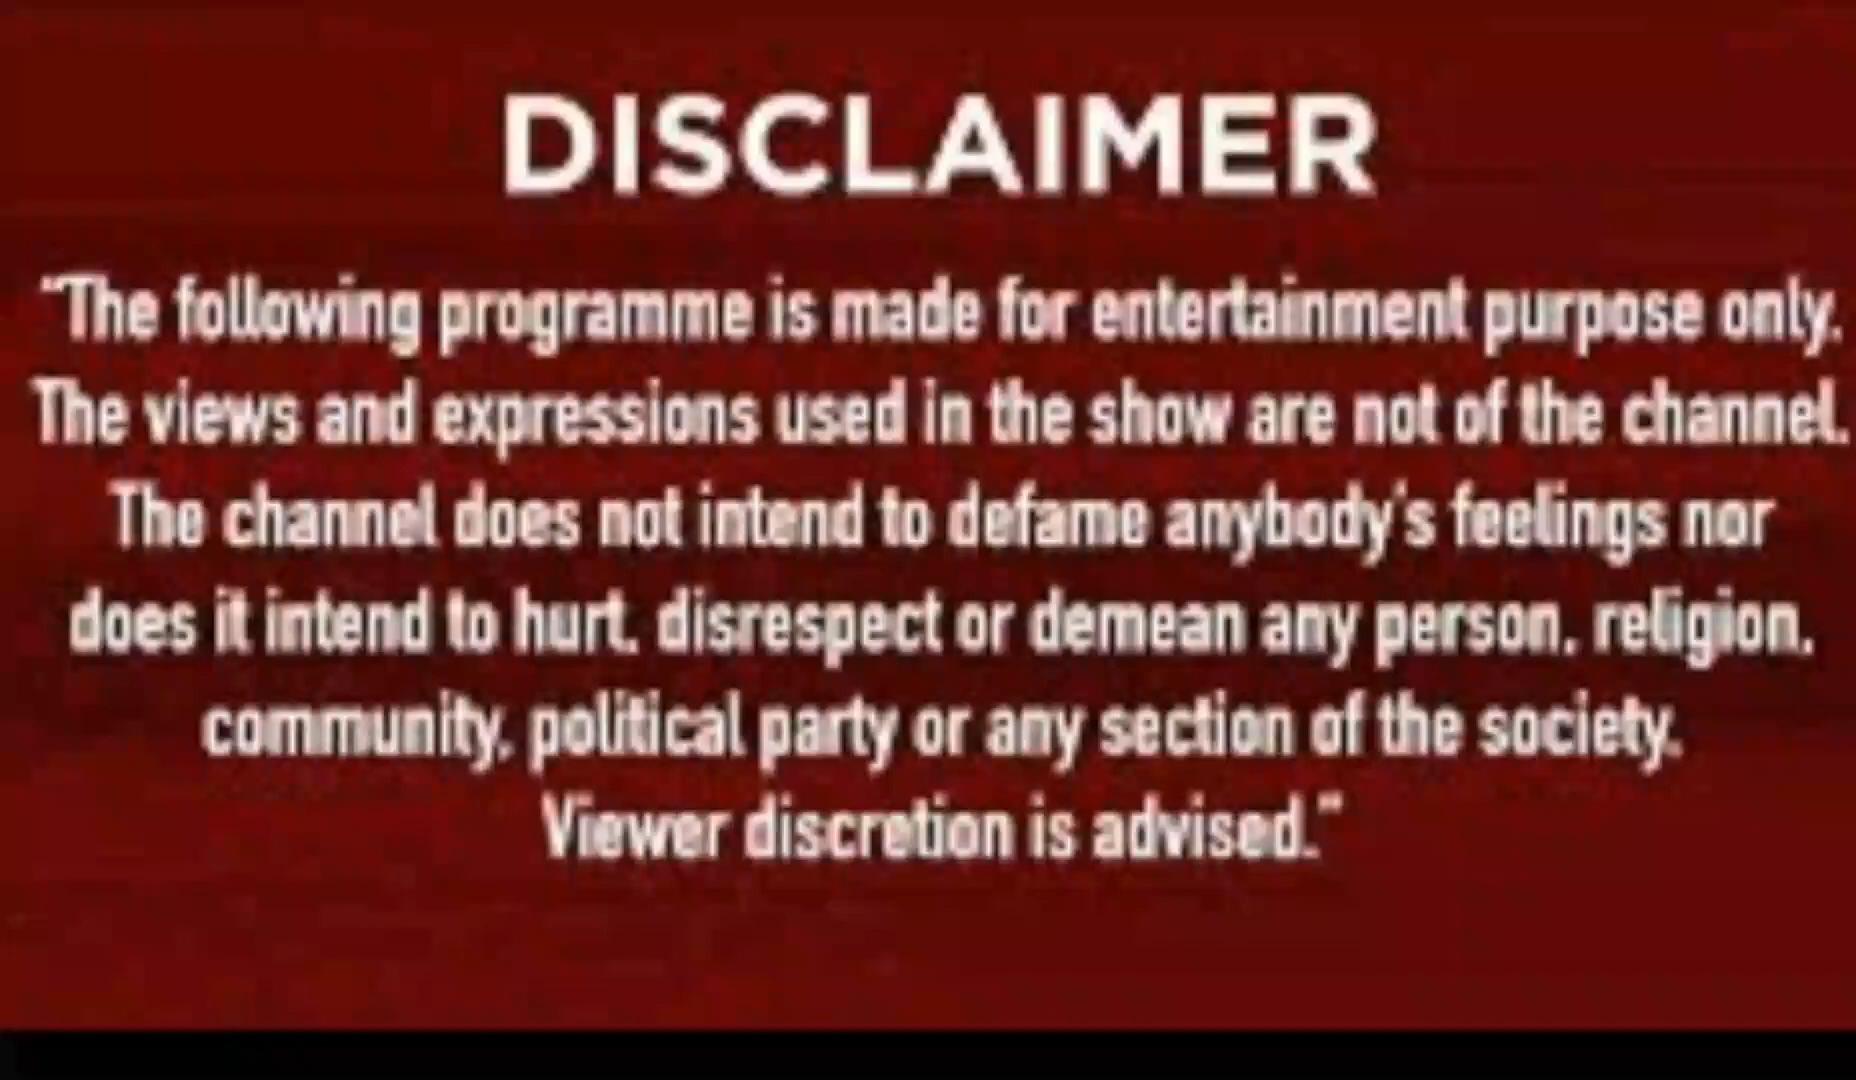 DISCLAIMER
"The following programme is made for entertainment purpose only.
The views and expressions used in the show are not of the channel.
The channel does not intend to defame anybody's feelings nor
does it intend to hurt, disrespect or demean any person, religion,
community, political party or any section of the society.
Viewer discretion is advised."